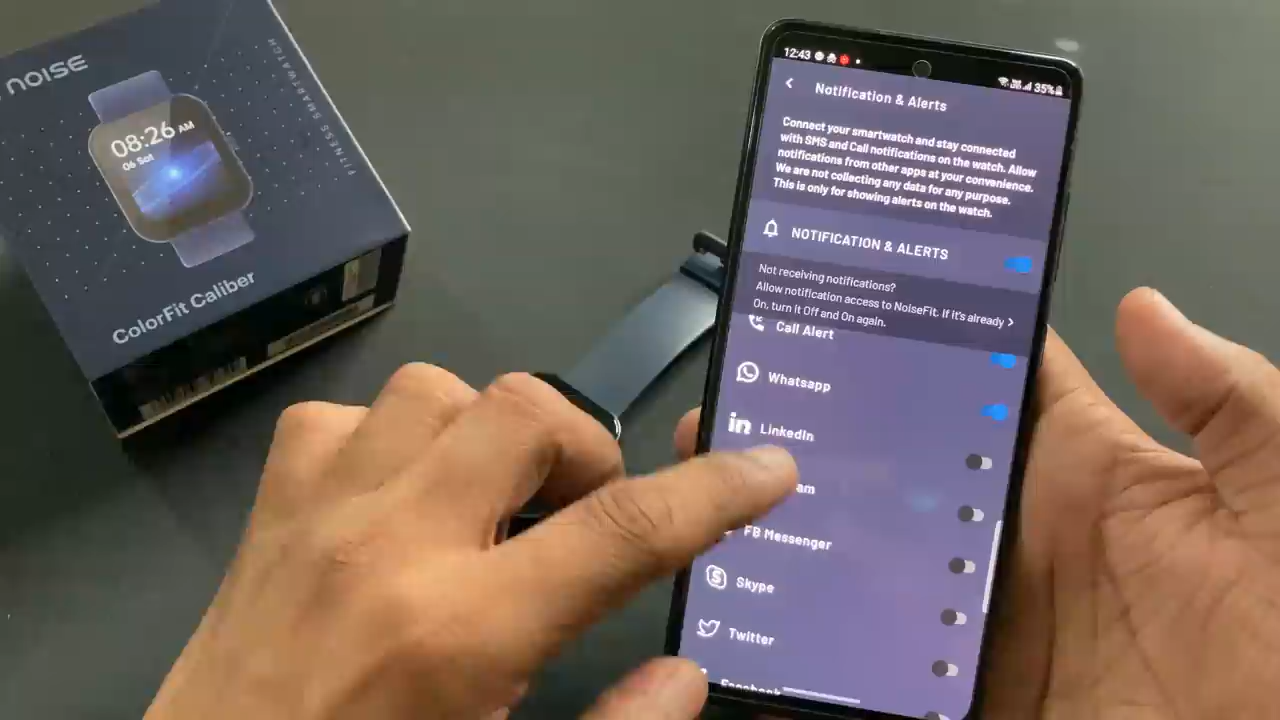 NOISE
FITNESS SMARTWATCH
08:26 AM
06 Sat
ColorFit Caliber
12:43
35%
Notification & Alerts
Connect your smartwatch and stay connected
with SMS and Call notifications on the watch. Allow
notifications from other apps at your convenience.
We are not collecting any data for any purpose.
This is only for showing alerts on the watch.
NOTIFICATION & ALERTS
Not receiving notifications?
Allow notification access to NoiseFit. If it's already
On, turn it Off and On again.
Call Alert
Whatsapp
LinkedIn
am
FB Messenger
Skype
Twitter
Facebook